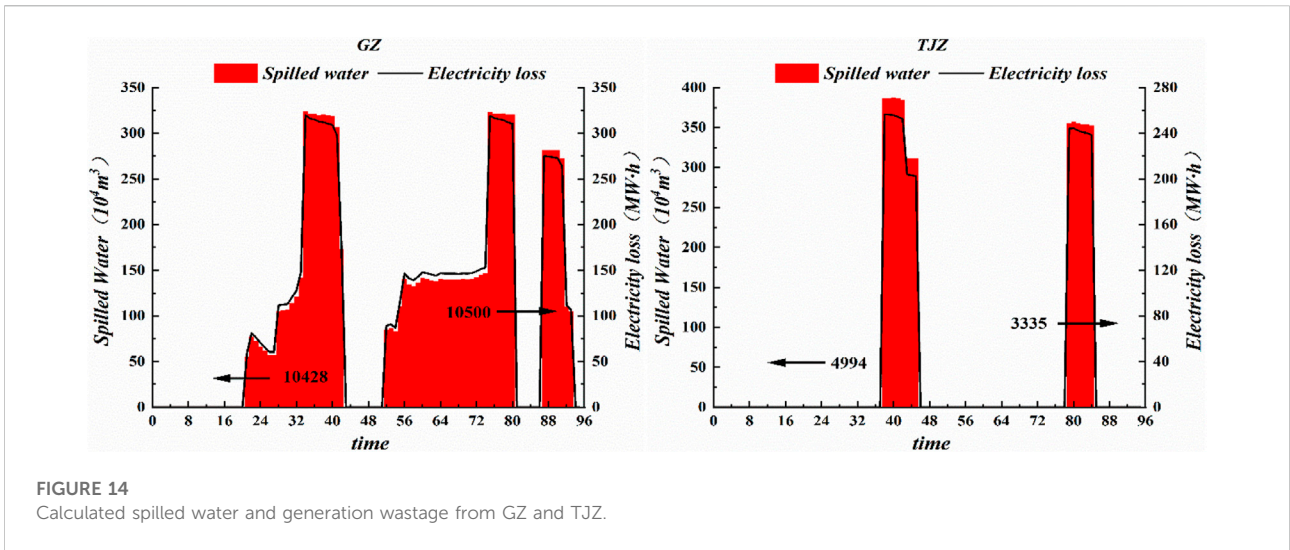 GZ
Spilled water Electricity loss
350
300
250
200
150
100
50
0
Spilled Water (10⁴m³)
350
300
250
200
150
100
50
0
Electricity loss (MW·h)
10428
10500
0 8 16 24 32 40 48 56 64 72 80 88 96
time
TJZ
Spilled water Electricity loss
400
350
300
250
200
150
100
50
0
Spilled Water (10⁴m³)
280
240
200
160
120
80
40
0
Electricity loss (MW·h)
4994
3335
0 8 16 24 32 40 48 56 64 72 80 88 96
time
FIGURE 14
Calculated spilled water and generation wastage from GZ and TJZ.